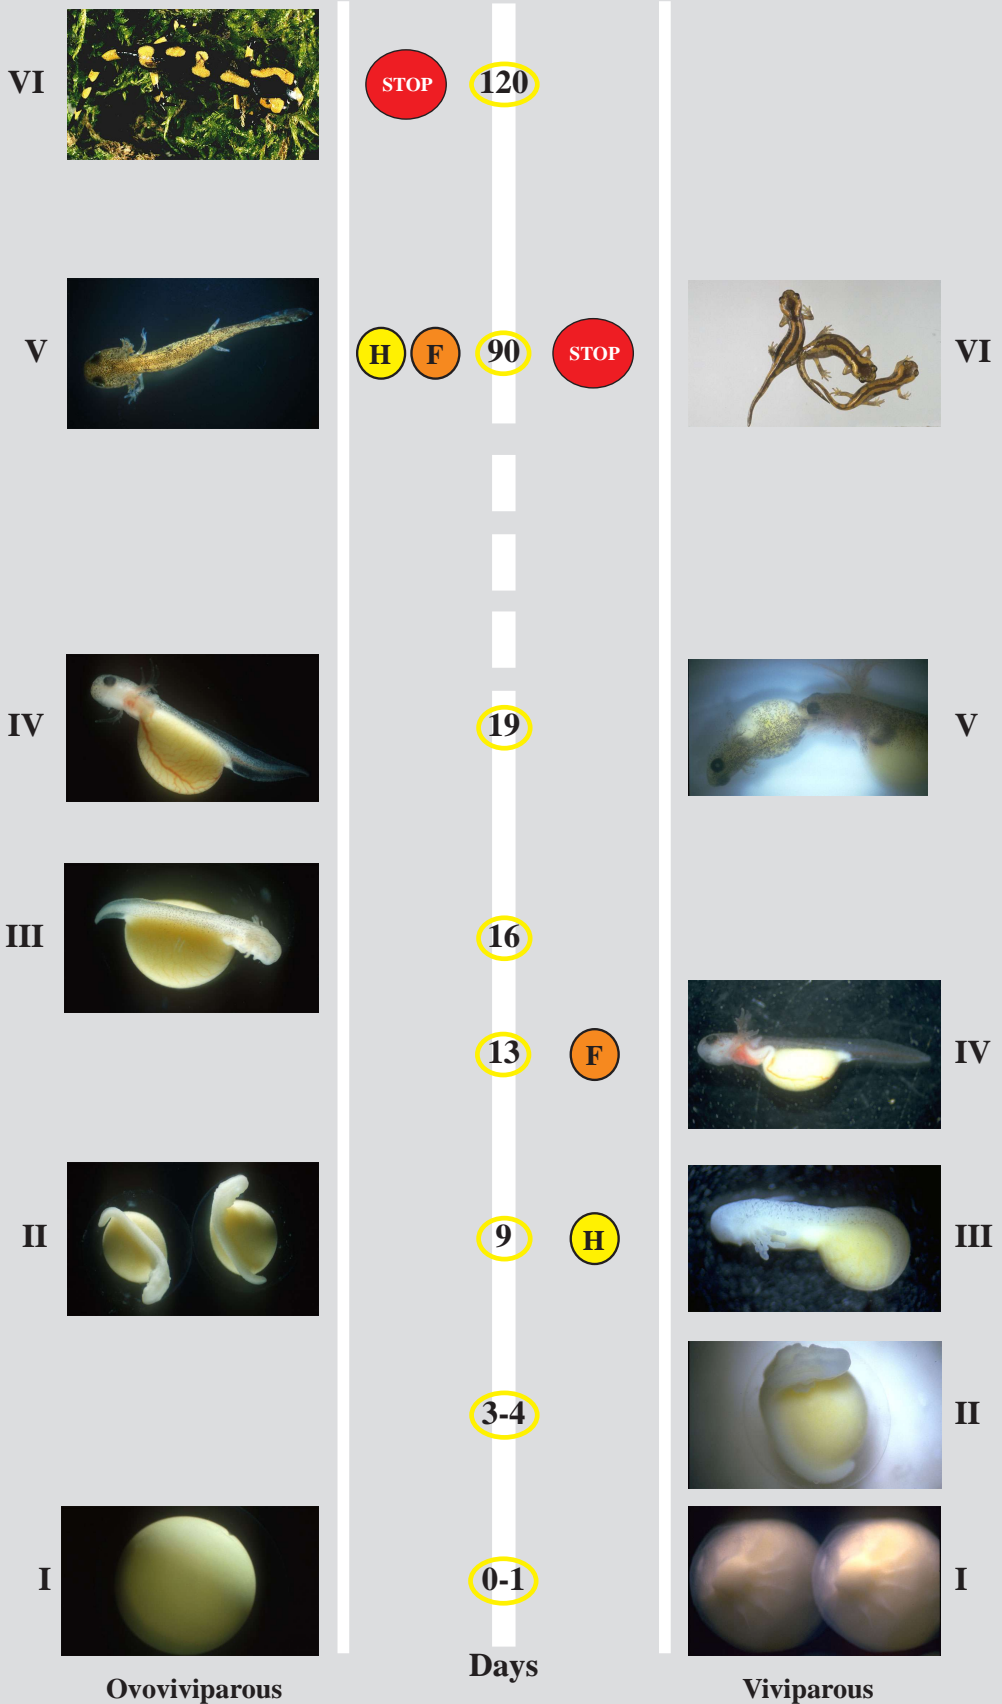 VI STOP 120
V H F 90 STOP VI
IV 19 V
III 16
13 F IV
II 9 H III
3-4 II
I 0-1 I
Days
Ovoviviparous Viviparous